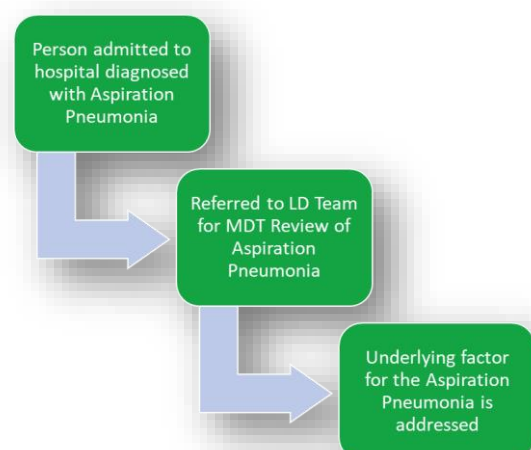 Person admitted to
hospital diagnosed
with Aspiration
Pneumonia
Referred to LD Team
for MDT Review of
Aspiration
Pneumonia
Underlying factor
for the Aspiration
Pneumonia is
addressed